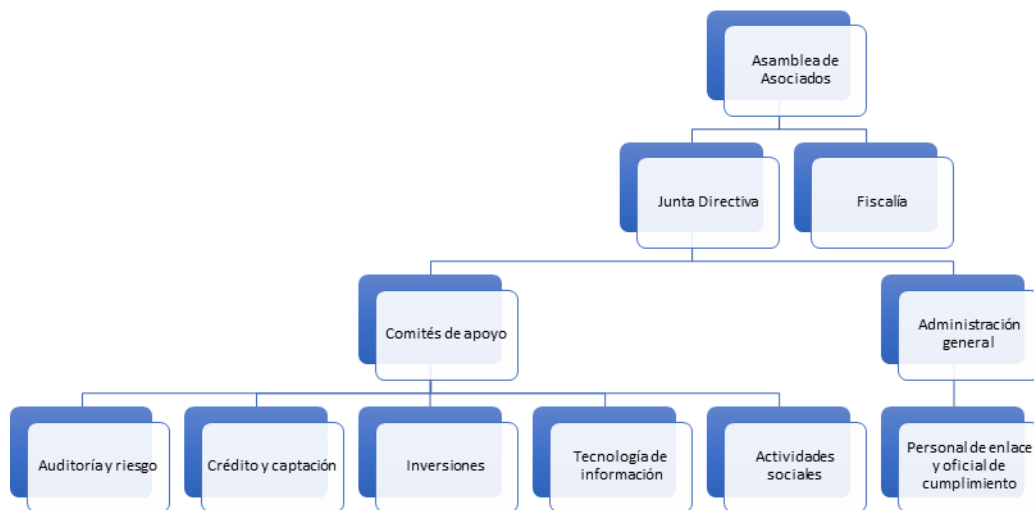 Asamblea de
Asociados
Junta Directiva
Fiscalía
Comités de apoyo
Administración
general
Auditoría y riesgo
Crédito y captación
Inversiones
Tecnología de
información
Actividades
sociales
Personal de enlace
y oficial de
cumplimiento